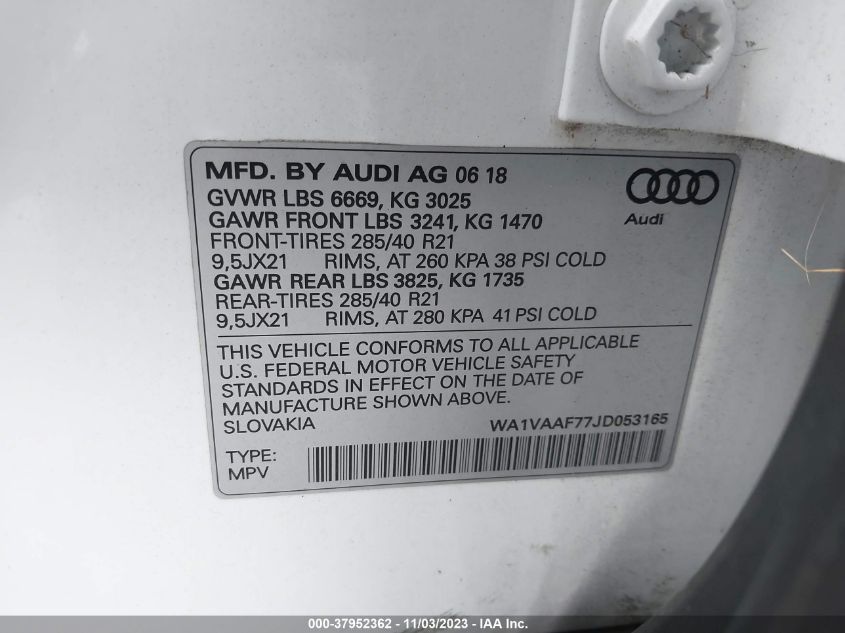 MFD. BY AUDI AG 06 18
GVWR LBS 6669, KG 3025
GAWR FRONT LBS 3241, KG 1470
FRONT-TIRES 285/40 R21
9,5JX21 RIMS, AT 260 KPA 38 PSI COLD
GAWR REAR LBS 3825, KG 1735
REAR-TIRES 285/40 R21
9,5JX21 RIMS, AT 280 KPA 41 PSI COLD
Audi
THIS VEHICLE CONFORMS TO ALL APPLICABLE
U.S. FEDERAL MOTOR VEHICLE SAFETY
STANDARDS IN EFFECT ON THE DATE OF
MANUFACTURE SHOWN ABOVE.
SLOVAKIA WA1VAAF77JD053165
TYPE:
MPV
000-37952362 - 11/03/2023 - IAA Inc.